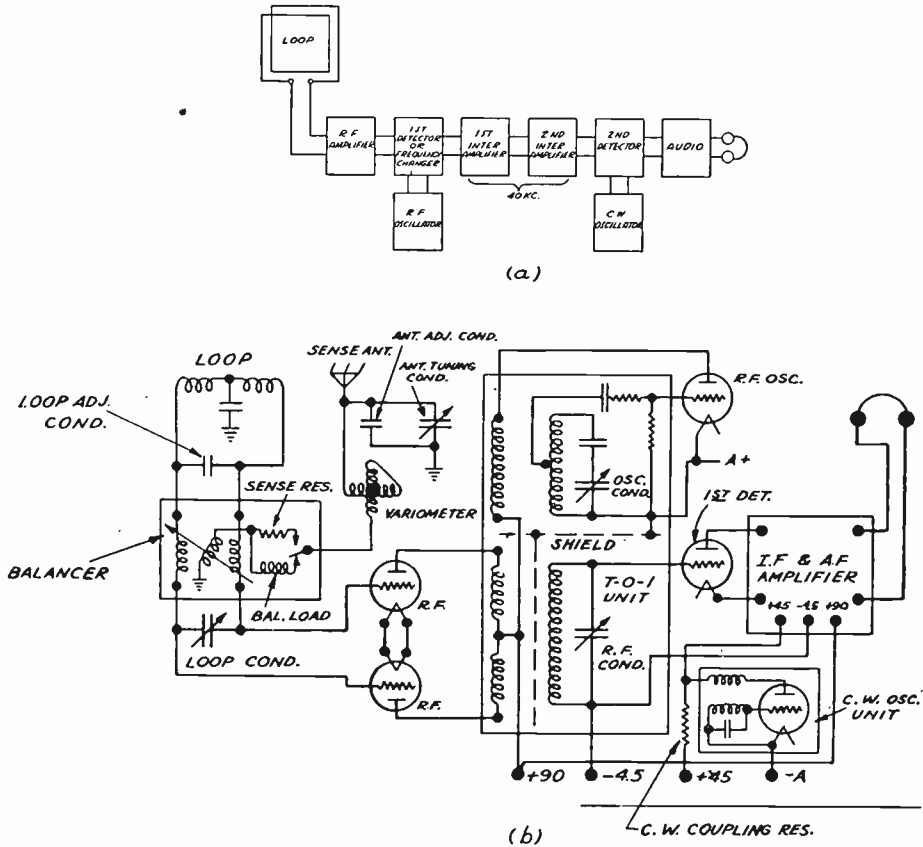 LOOP
R F
AMPLIFIER
1ST
DETECTOR
OR
FREQUENCY
CHANGER
1ST
INTER
AMPLIFIER
2ND
INTER
AMPLIFIER
2ND
DETECTOR
AUDIO
40 KC.
R F
OSCILLATOR
C W
OSCILLATOR
(a)
LOOP
LOOP ADJ.
COND.
SENSE ANT.
ANT. ADJ. COND.
ANT. TUNING
COND.
R.F. OSC.
A+
OSC.
COND.
SENSE RES.
VARIOMETER
BALANCER
BAL. LOAD
LOOP COND.
R.F.
R.F.
SHIELD
1ST DET.
T-O-I
UNIT
R.F.
COND.
I.F & A.F
AMPLIFIER
+45 -4.5 +90
C.W. OSC.
UNIT
+90 -4.5 +45 -A
C.W. COUPLING RES.
(b)